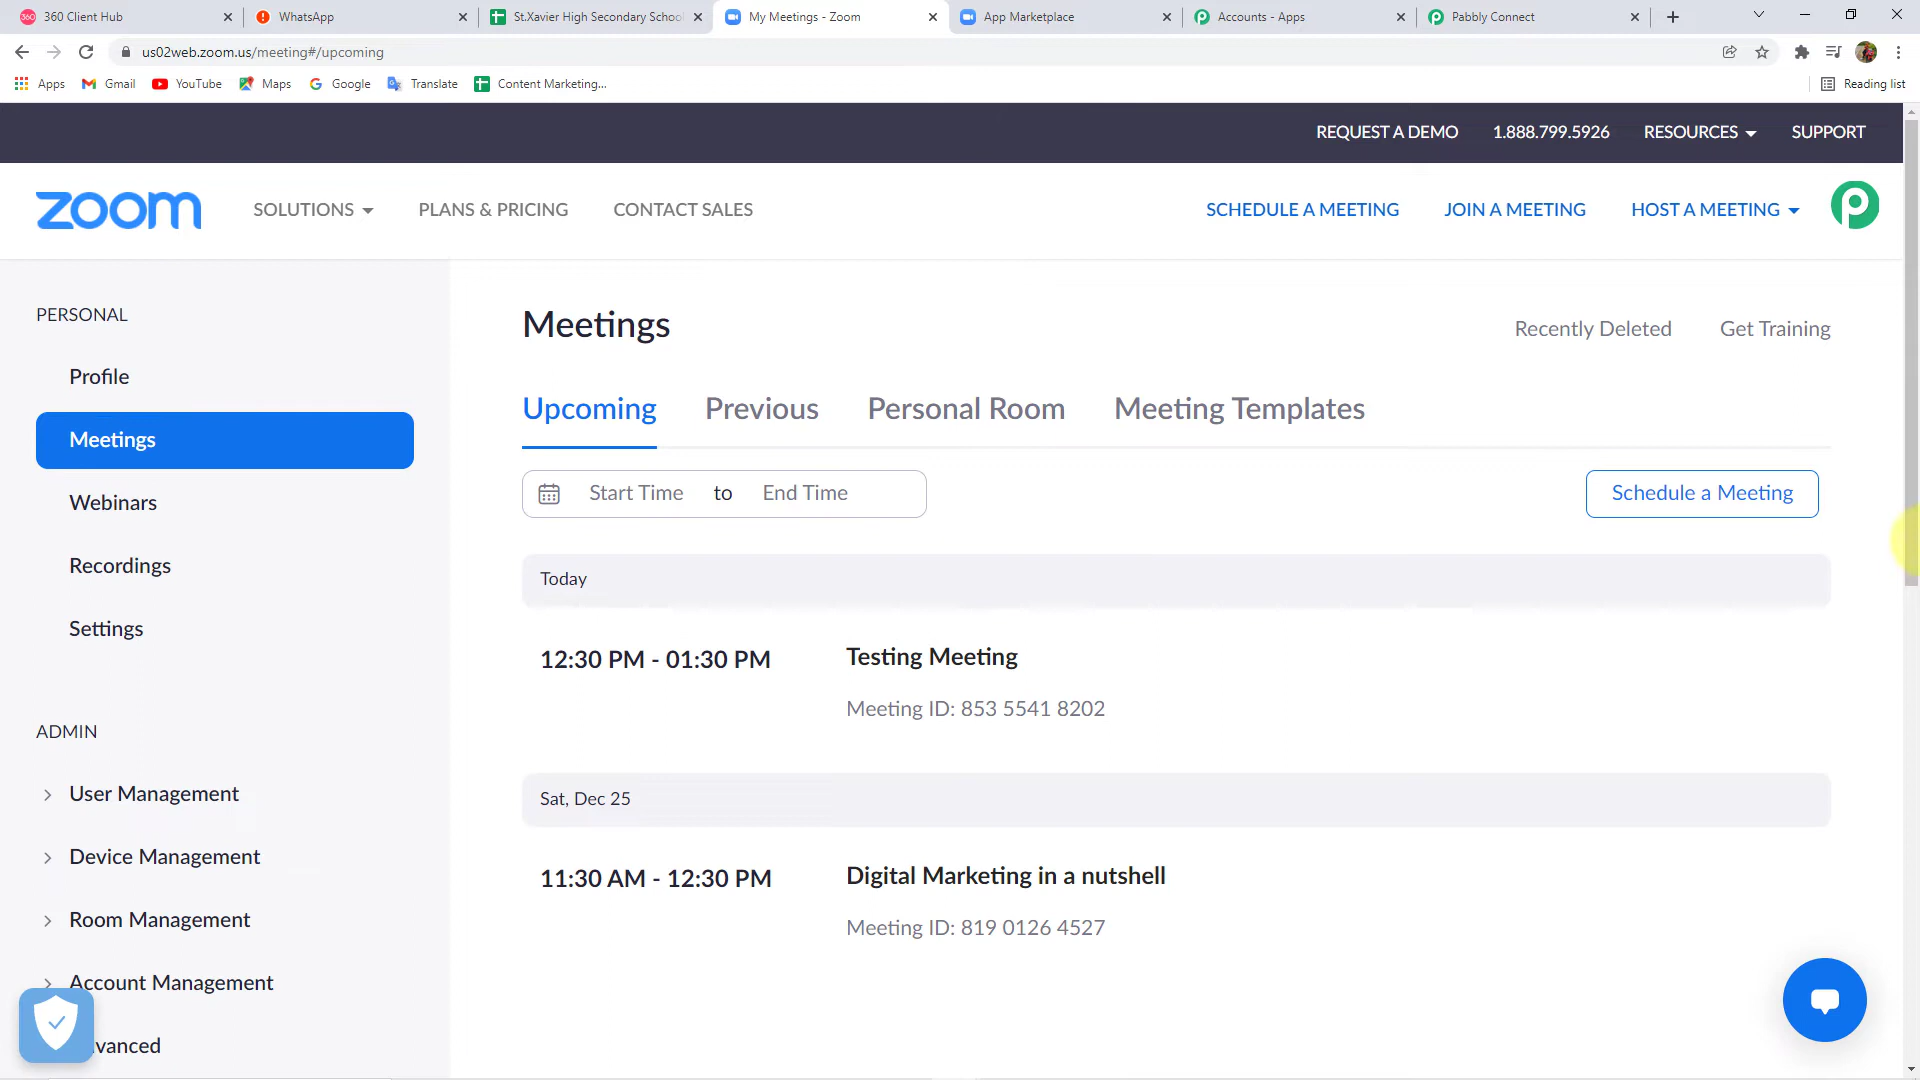 360 Client Hub
WhatsApp
St.Xavier High Secondary School
My Meetings - Zoom
App Marketplace
Accounts - Apps
Pabbly Connect
us02web.zoom.us/meeting#/upcoming
Apps
Gmail
YouTube
Maps
Google
Translate
Content Marketing...
Reading list
REQUEST A DEMO
1.888.799.5926
RESOURCES
SUPPORT
zoom
SOLUTIONS
PLANS & PRICING
CONTACT SALES
SCHEDULE A MEETING
JOIN A MEETING
HOST A MEETING
PERSONAL
Profile
Meetings
Webinars
Recordings
Settings
ADMIN
User Management
Device Management
Room Management
Account Management
vanced
Meetings
Recently Deleted
Get Training
Upcoming
Previous
Personal Room
Meeting Templates
Start Time to End Time
Schedule a Meeting
Today
12:30 PM - 01:30 PM
Testing Meeting
Meeting ID: 853 5541 8202
Sat, Dec 25
11:30 AM - 12:30 PM
Digital Marketing in a nutshell
Meeting ID: 819 0126 4527